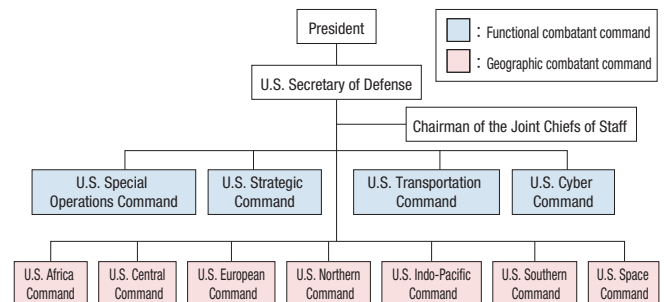 President
: Functional combatant command
: Geographic combatant command
U.S. Secretary of Defense
Chairman of the Joint Chiefs of Staff
U.S. Special
Operations Command
U.S. Strategic
Command
U.S. Transportation
Command
U.S. Cyber
Command
U.S. Africa
Command
U.S. Central
Command
U.S. European
Command
U.S. Northern
Command
U.S. Indo-Pacific
Command
U.S. Southern
Command
U.S. Space
Command